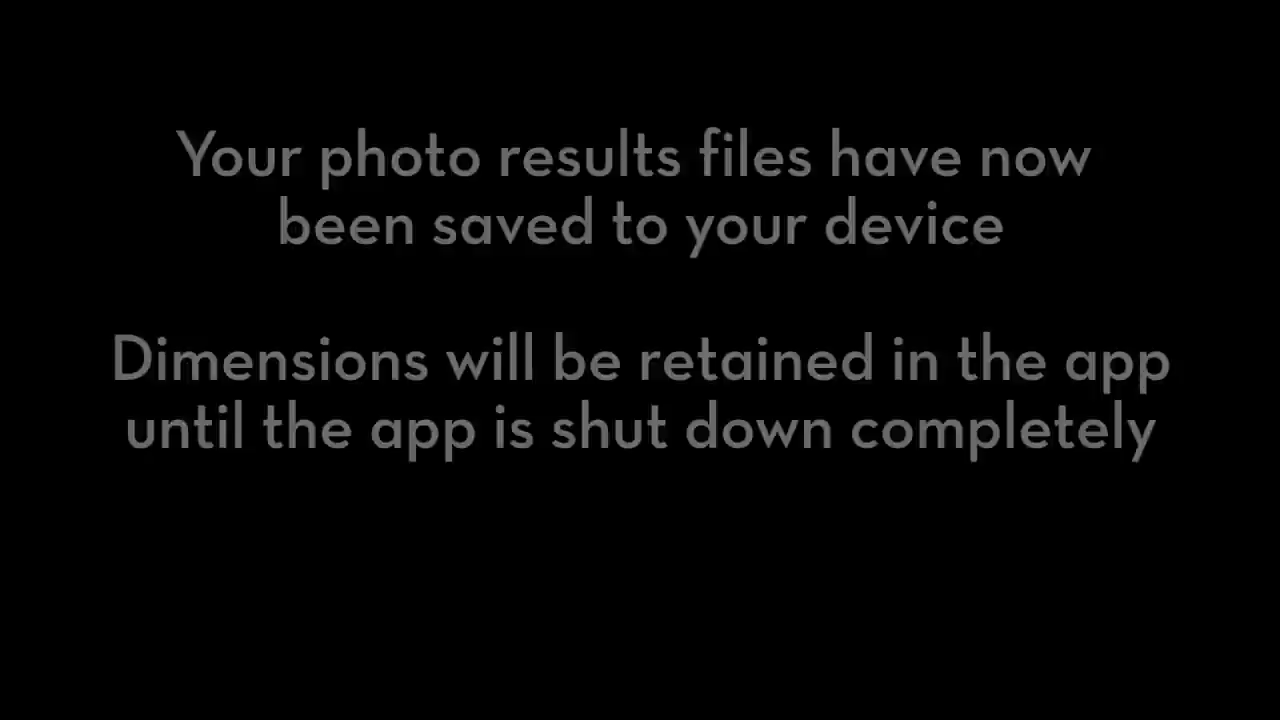 Your photo results files have now
been saved to your device
Dimensions will be retained in the app
until the app is shut down completely